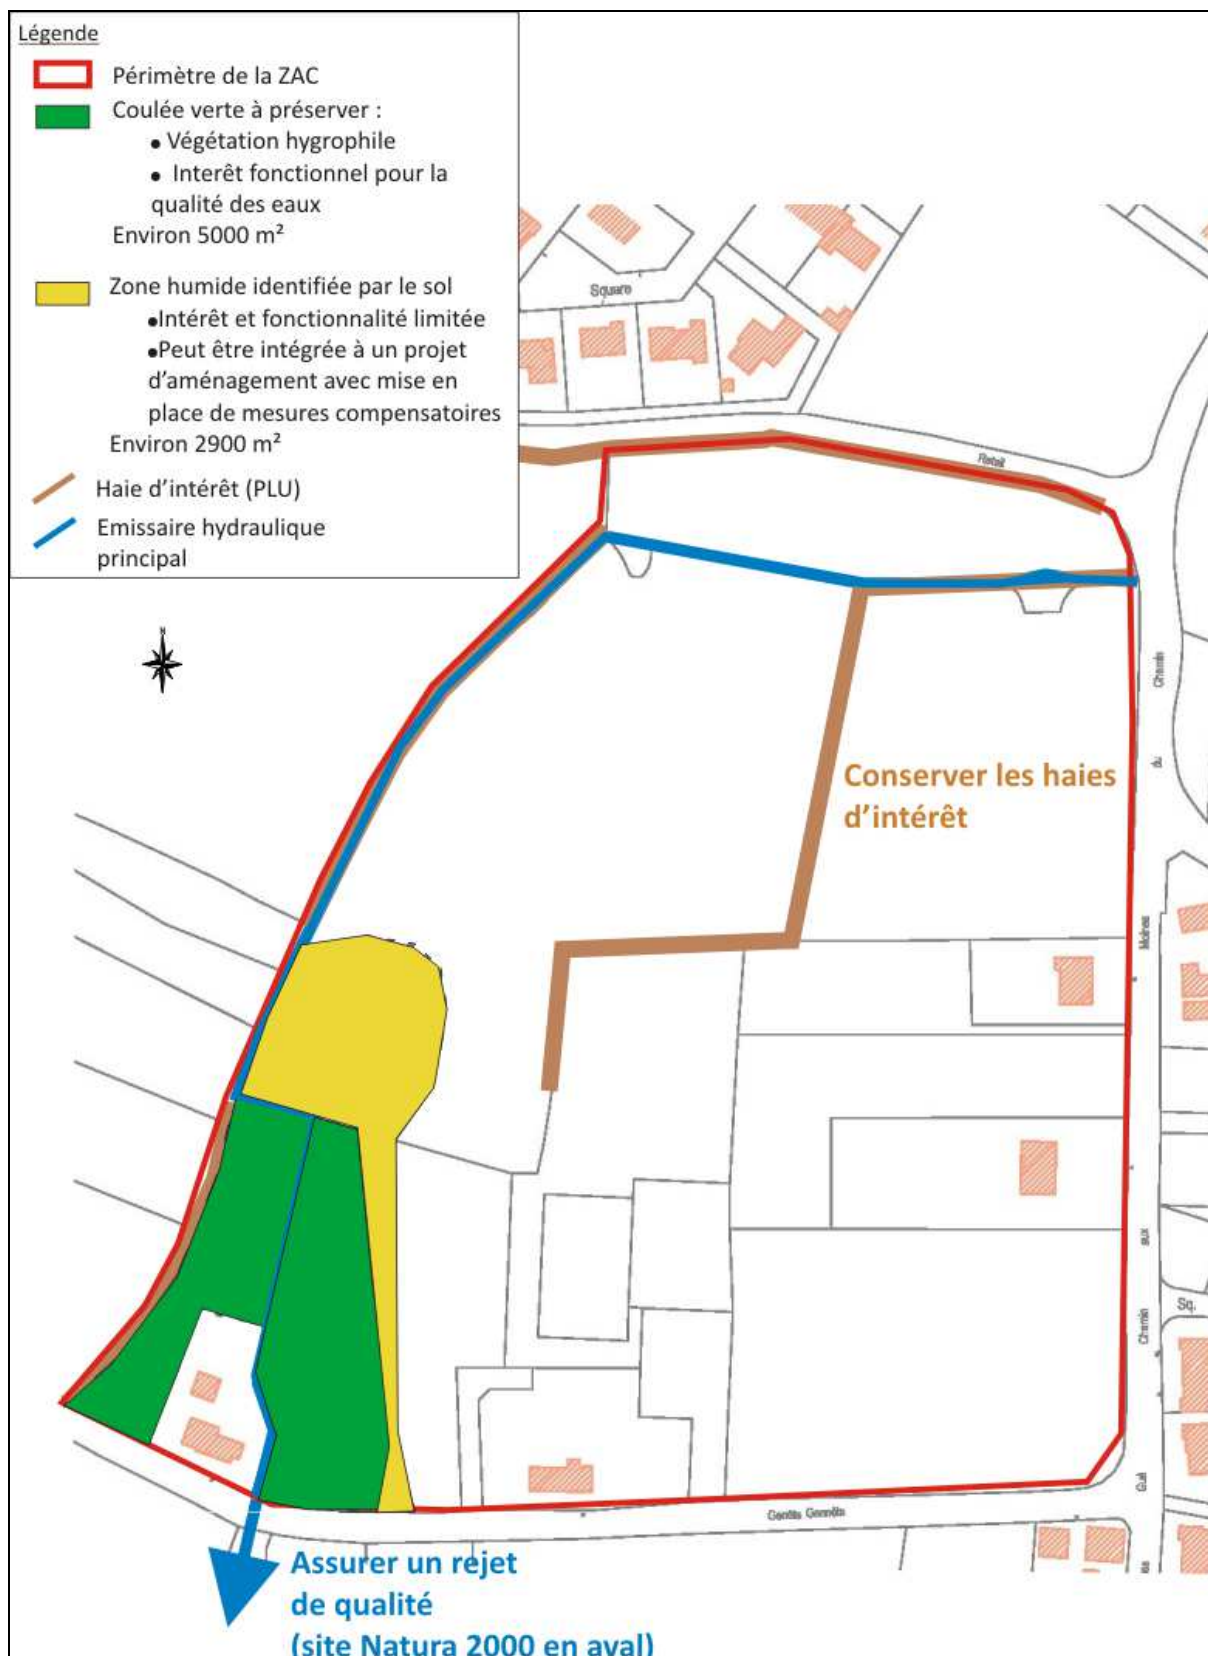 Légende
Périmètre de la ZAC
Coulée verte à préserver :
• Végétation hygrophile
• Interêt fonctionnel pour la
qualité des eaux
Environ 5000 m²
Zone humide identifiée par le sol
•Intérêt et fonctionnalité limitée
•Peut être intégrée à un projet
d'aménagement avec mise en
place de mesures compensatoires
Environ 2900 m²
Haie d'intérêt (PLU)
Emissaire hydraulique
principal
Square
Retail
N
Chemin
du
Conserver les haies
d'intérêt
Moines
aux
Chemin
Sq.
Gué
Genêts
Assurer un rejet
de qualité
(site Natura 2000 en aval)